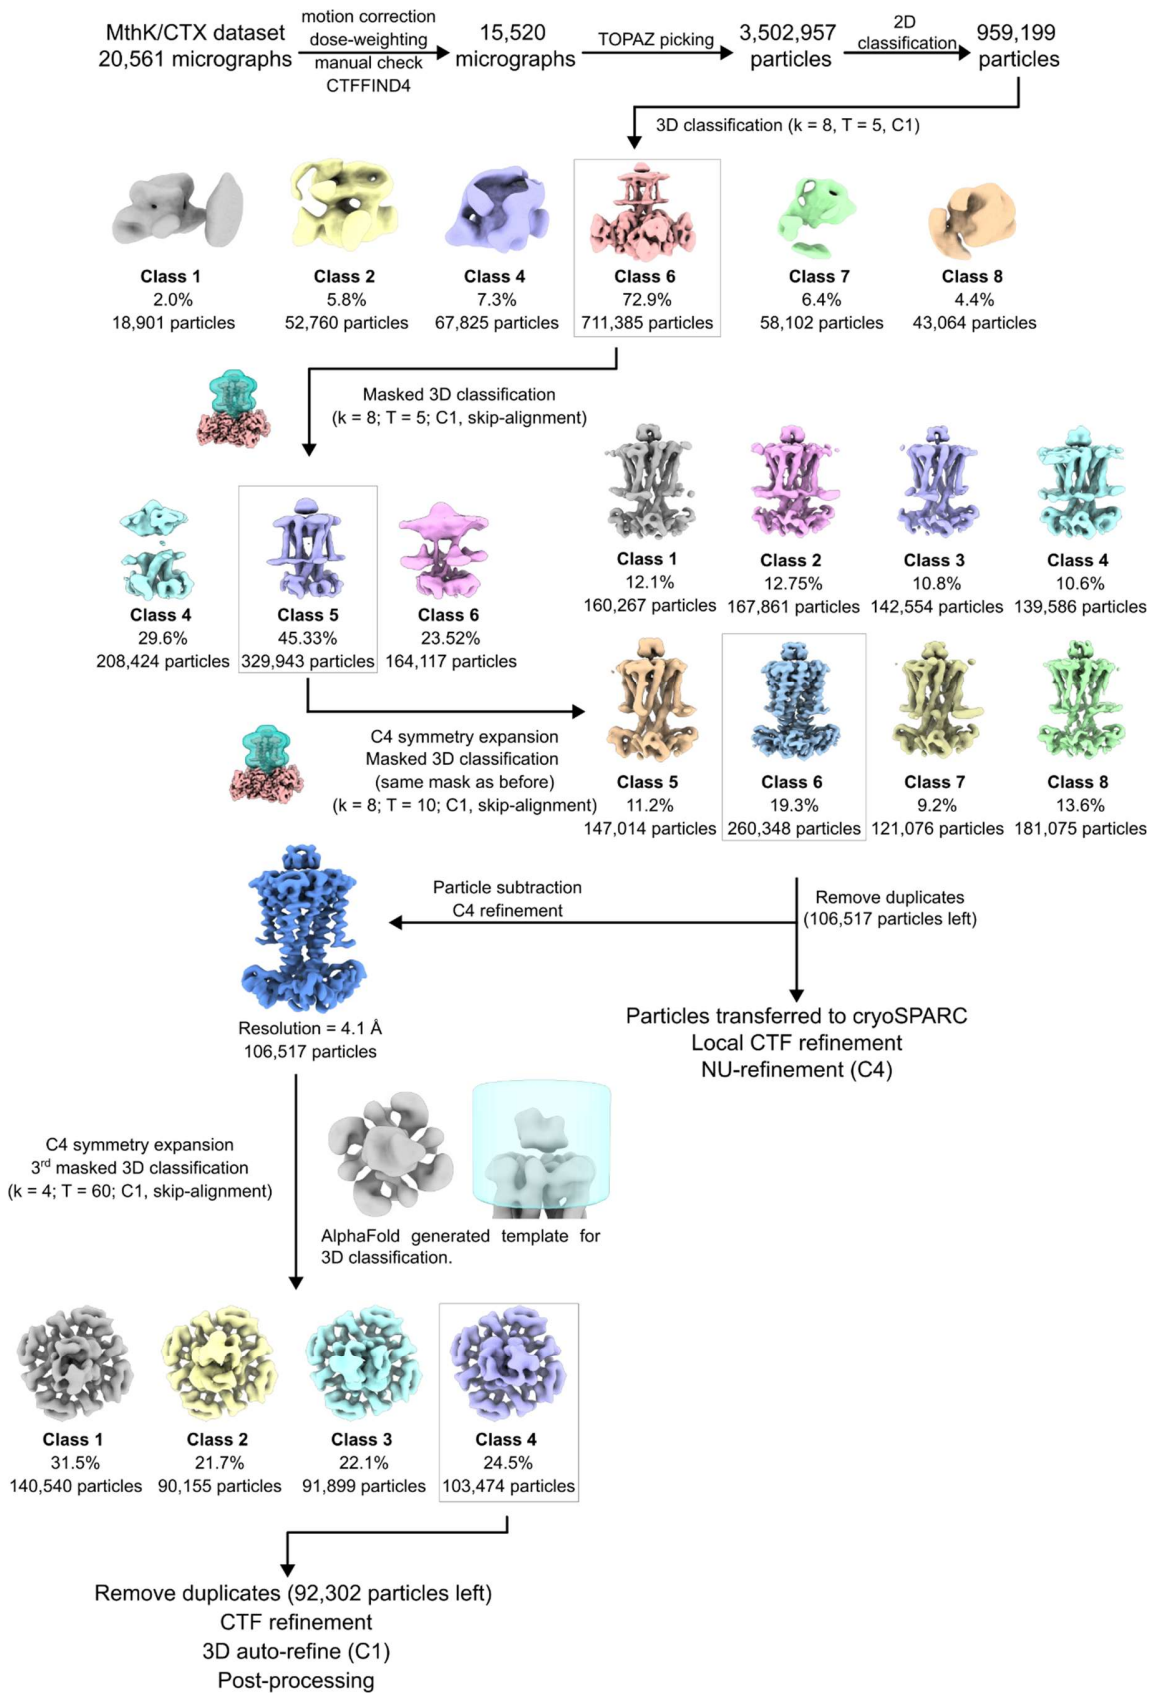 MthK/CTX dataset
20,561 micrographs
motion correction
dose-weighting
manual check
CTFFIND4
15,520
micrographs
TOPAZ picking
3,502,957
particles
2D
classification
959,199
particles
3D classification (k = 8, T = 5, C1)
Class 1
2.0%
18,901 particles
Class 2
5.8%
52,760 particles
Class 4
7.3%
67,825 particles
Class 6
72.9%
711,385 particles
Class 7
6.4%
58,102 particles
Class 8
4.4%
43,064 particles
Masked 3D classification
(k = 8; T = 5; C1, skip-alignment)
Class 4
29.6%
208,424 particles
Class 5
45.33%
329,943 particles
Class 6
23.52%
164,117 particles
C4 symmetry expansion
Masked 3D classification
(same mask as before)
(k = 8; T = 10; C1, skip-alignment)
Class 1
12.1%
160,267 particles
Class 2
12.75%
167,861 particles
Class 3
10.8%
142,554 particles
Class 4
10.6%
139,586 particles
Class 5
11.2%
147,014 particles
Class 6
19.3%
260,348 particles
Class 7
9.2%
121,076 particles
Class 8
13.6%
181,075 particles
Remove duplicates
(106,517 particles left)
Particle subtraction
C4 refinement
Particles transferred to cryoSPARC
Local CTF refinement
NU-refinement (C4)
Resolution = 4.1 Å
106,517 particles
C4 symmetry expansion
3rd masked 3D classification
(k = 4; T = 60; C1, skip-alignment)
AlphaFold generated template for
3D classification.
Class 1
31.5%
140,540 particles
Class 2
21.7%
90,155 particles
Class 3
22.1%
91,899 particles
Class 4
24.5%
103,474 particles
Remove duplicates (92,302 particles left)
CTF refinement
3D auto-refine (C1)
Post-processing